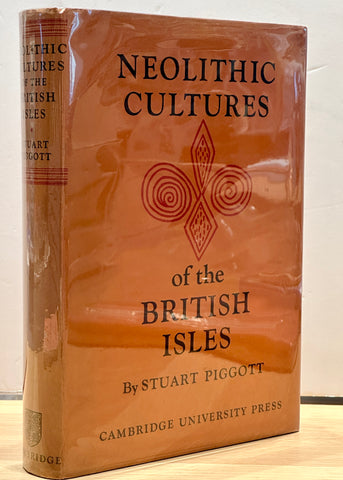 NEOLITHIC
CULTURES
OF THE
BRITISH
ISLES
STUART
PIGGOTT
CAMBRIDGE
NEOLITHIC
CULTURES
of the
BRITISH
ISLES
By STUART PIGGOTT
CAMBRIDGE UNIVERSITY PRESS